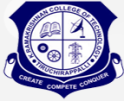 K. RAMAKRISHNAN COLLEGE OF TECHNOLOGY
TIRUCHIRAPPALLI
CREATE COMPETE CONQUER